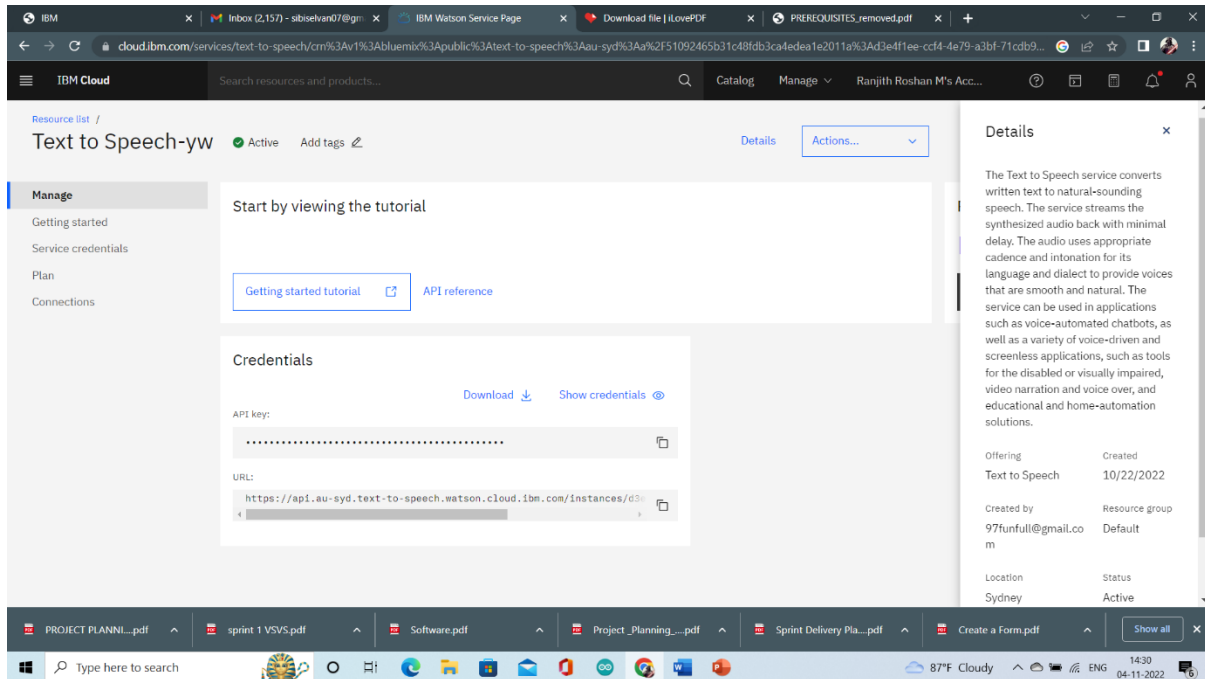 IBM
Inbox (2,157) - sibiselvan07@gm
IBM Watson Service Page
Download file | iLovePDF
PREREQUISITES_removed.pdf
cloud.ibm.com/services/text-to-speech/crn%3Av1%3Abluemix%3Apublic%3Atext-to-speech%3Aau-syd%3Aa%2F51092465b31c48fdb3ca4edea1e2011a%3Ad3e4f1ee-ccf4-4e79-a3bf-71cdb9...
IBM Cloud
Search resources and products...
Catalog
Manage
Ranjith Roshan M's Acc...
Resource list /
Text to Speech-yw
Active
Add tags
Details
Actions...
Manage
Getting started
Service credentials
Plan
Connections
Start by viewing the tutorial
Getting started tutorial
API reference
Credentials
Download
Show credentials
API key:
URL:
https://api.au-syd.text-to-speech.watson.cloud.ibm.com/instances/d3e
Details
The Text to Speech service converts
written text to natural-sounding
speech. The service streams the
synthesized audio back with minimal
delay. The audio uses appropriate
cadence and intonation for its
language and dialect to provide voices
that are smooth and natural. The
service can be used in applications
such as voice-automated chatbots, as
well as a variety of voice-driven and
screenless applications, such as tools
for the disabled or visually impaired,
video narration and voice over, and
educational and home-automation
solutions.
Offering
Created
Text to Speech
10/22/2022
Created by
Resource group
97funfull@gmail.co
m
Default
Location
Status
Sydney
Active
PROJECT PLANNI....pdf
sprint 1 VSVS.pdf
Software.pdf
Project _Planning_....pdf
Sprint Delivery Pla....pdf
Create a Form.pdf
Show all
Type here to search
87°F Cloudy
ENG
14:30
04-11-2022
6